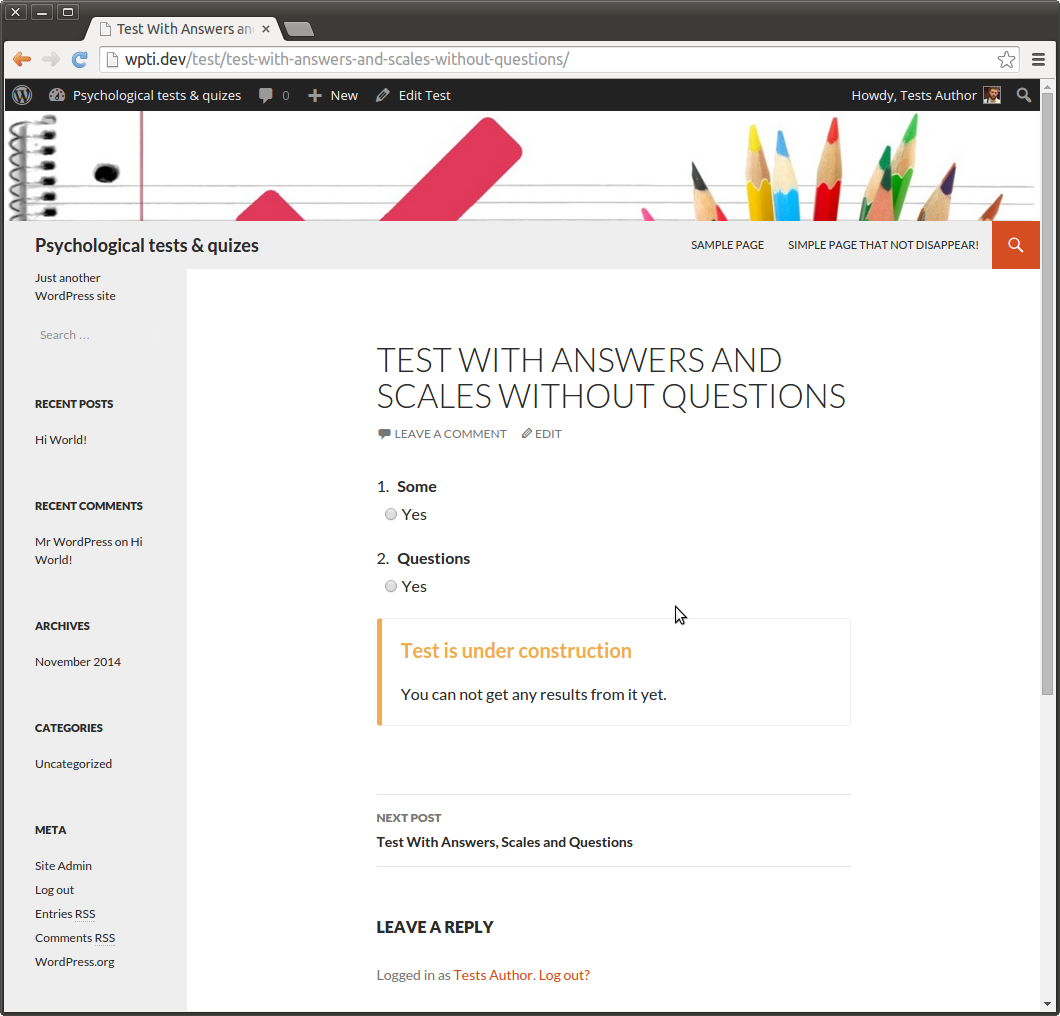 Test With Answers an
wpti.dev/test/test-with-answers-and-scales-without-questions/
Psychological tests & quizes 0 New Edit Test Howdy, Tests Author
Psychological tests & quizes SAMPLE PAGE SIMPLE PAGE THAT NOT DISAPPEAR!
Just another
WordPress site
Search ...
RECENT POSTS
Hi World!
RECENT COMMENTS
Mr WordPress on Hi
World!
ARCHIVES
November 2014
CATEGORIES
Uncategorized
META
Site Admin
Log out
Entries RSS
Comments RSS
WordPress.org
TEST WITH ANSWERS AND
SCALES WITHOUT QUESTIONS
LEAVE A COMMENT EDIT
1. Some
Yes
2. Questions
Yes
Test is under construction
You can not get any results from it yet.
NEXT POST
Test With Answers, Scales and Questions
LEAVE A REPLY
Logged in as Tests Author. Log out?